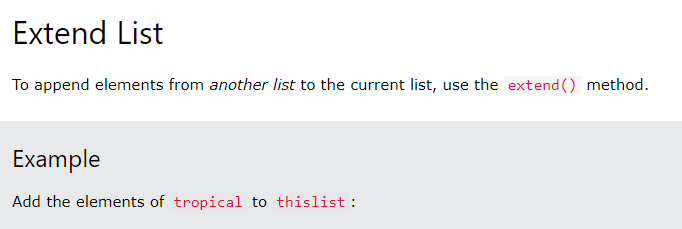 Extend List
To append elements from another list to the current list, use the extend() method.
Example
Add the elements of tropical to thislist: